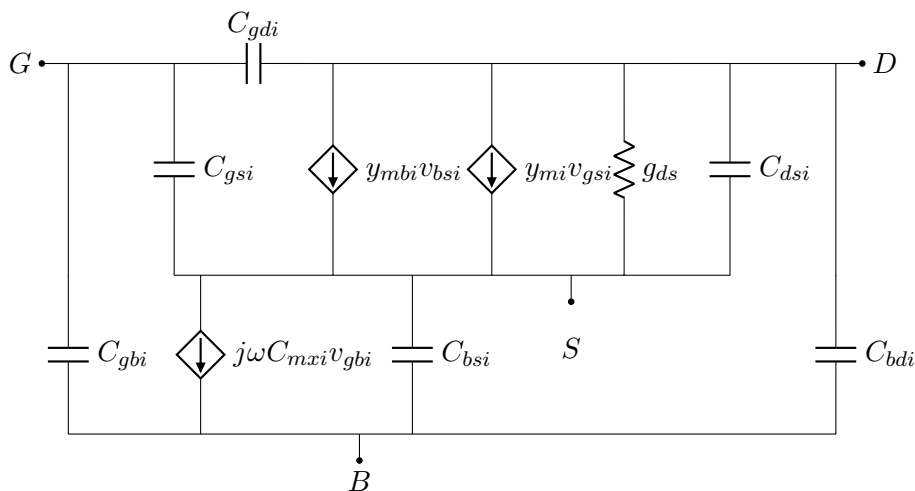 C_{gdi}
G
D
C_{gsi}
y_{mbi}v_{bsi}
y_{mi}v_{gsi}
g_{ds}
C_{dsi}
C_{gbi}
jωC_{mxi}v_{gbi}
C_{bsi}
S
C_{bdi}
B